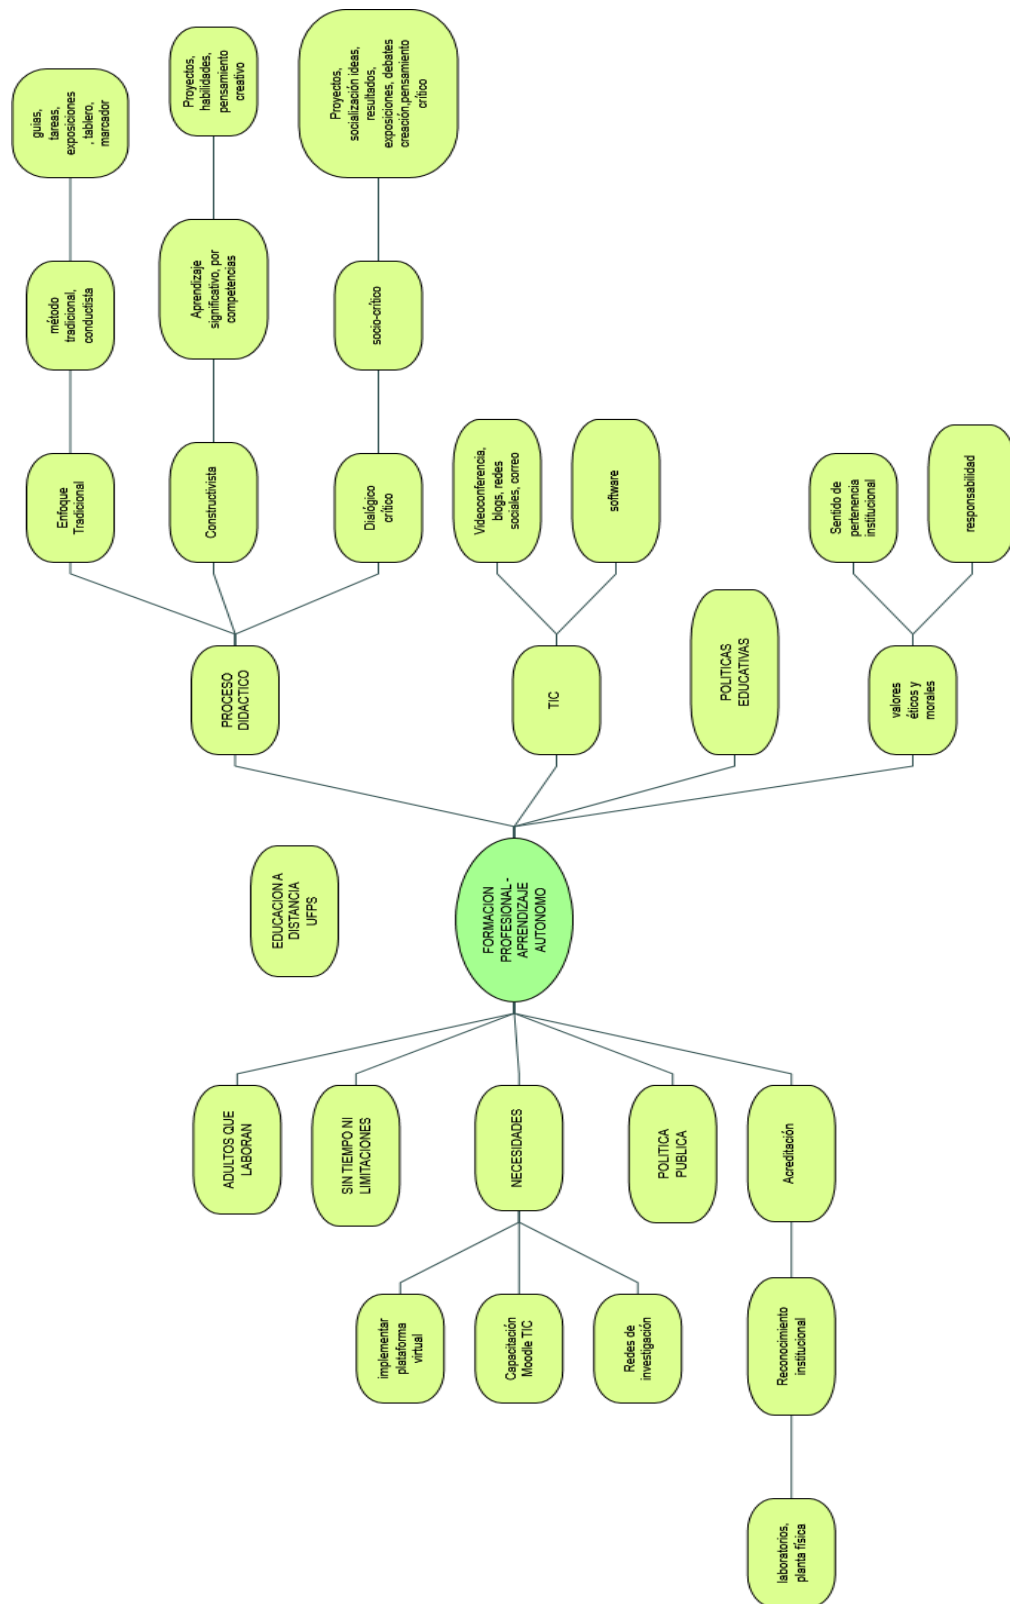 guias,
tareas,
exposiciones
, tablero,
marcador
método
tradicional,
conductista
Enfoque
Tradicional
Proyectos,
habilidades,
pensamiento
creativo
Aprendizaje
significativo, por
competencias
Constructivista
Proyectos,
socialización ideas,
resultados,
exposiciones, debates
creación,pensamiento
crítico
socio-crítico
Dialógico
crítico
PROCESO
DIDACTICO
Videoconferencia,
blogs, redes
sociales, correo
software
TIC
POLITICAS
EDUCATIVAS
Sentido de
pertenencia
institucional
responsabilidad
valores
éticos y
morales
EDUCACION A
DISTANCIA
UFPS
FORMACION
PROFESIONAL -
APRENDIZAJE
AUTONOMO
ADULTOS QUE
LABORAN
SIN TIEMPO NI
LIMITACIONES
NECESIDADES
POLITICA
PUBLICA
Acreditación
implementar
plataforma
virtual
Capacitación
Moodle TIC
Redes de
investigación
Reconocimiento
institucional
laboratorios,
planta física